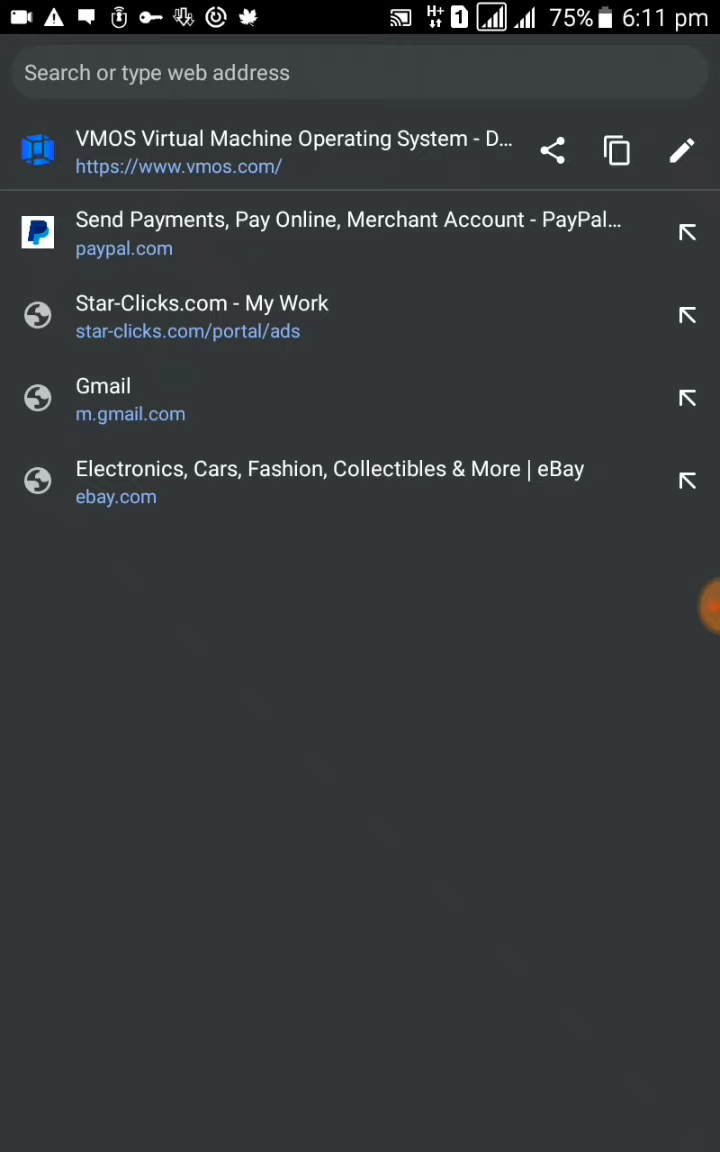 H+ 1 75% 6:11 pm
Search or type web address
VMOS Virtual Machine Operating System - D...
https://www.vmos.com/
Send Payments, Pay Online, Merchant Account - PayPal...
paypal.com
Star-Clicks.com - My Work
star-clicks.com/portal/ads
Gmail
m.gmail.com
Electronics, Cars, Fashion, Collectibles & More | eBay
ebay.com